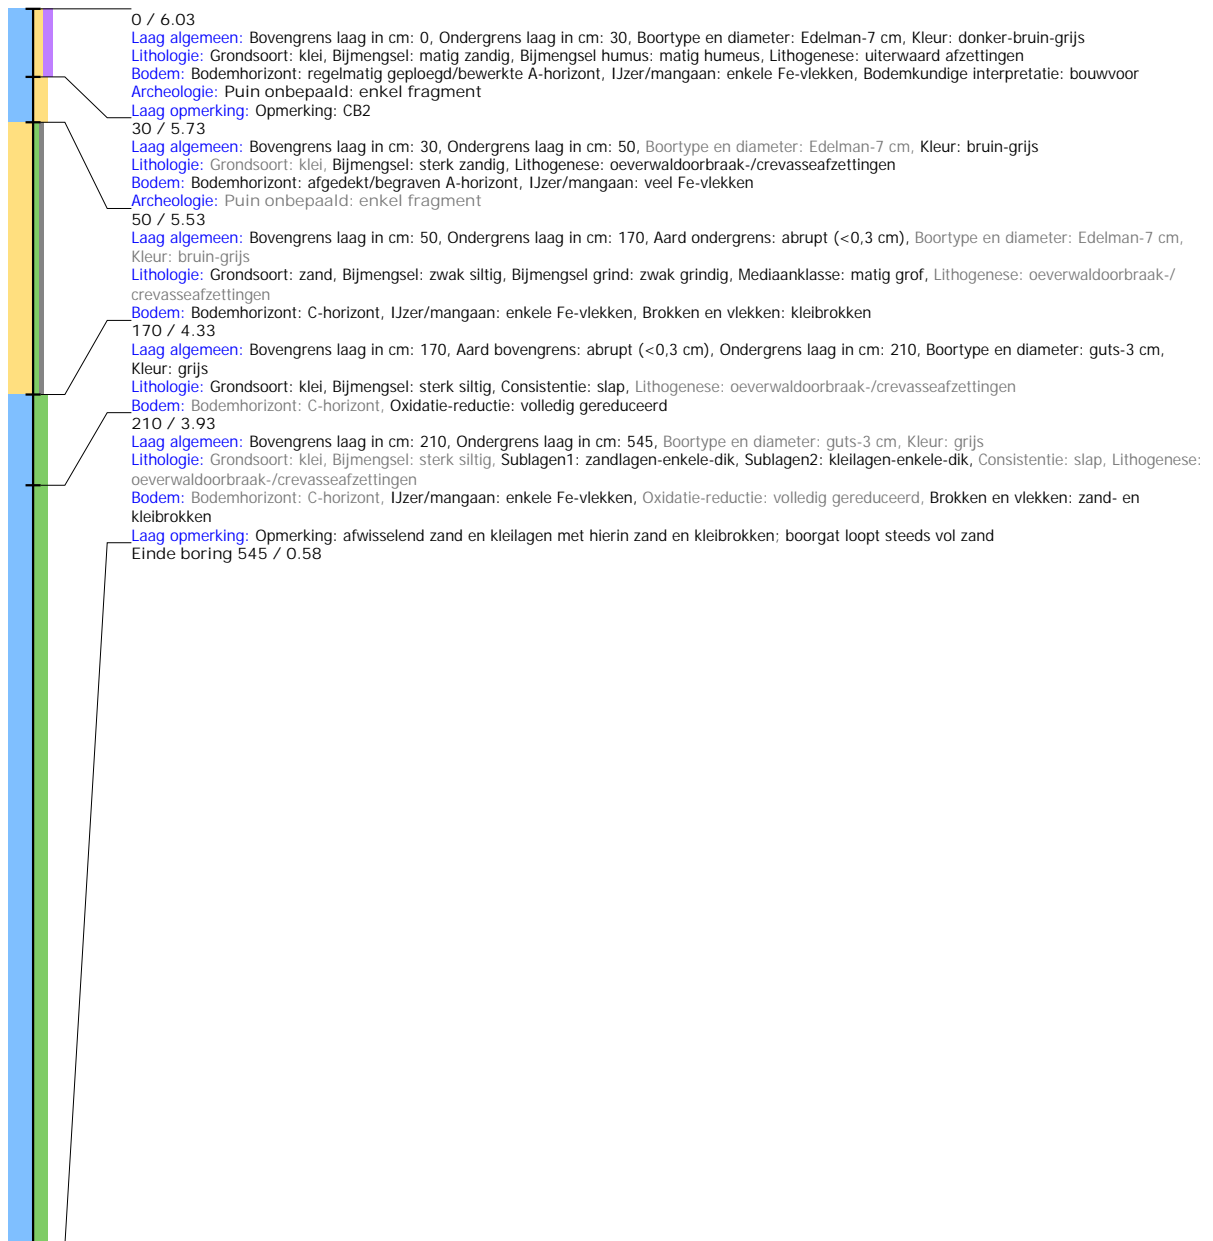 0 / 6.03
Laag algemeen: Bovengrens laag in cm: 0, Ondergrens laag in cm: 30, Boortype en diameter: Edelman-7 cm, Kleur: donker-bruin-grijs
Lithologie: Grondsoort: klei, Bijmengsel: matig zandig, Bijmengsel humus: matig humeus, Lithogenese: uiterwaard afzettingen
Bodem: Bodemhorizont: regelmatig geploegd/bewerkte A-horizont, IJzer/mangaan: enkele Fe-vlekken, Bodemkundige interpretatie: bouwvoor
Archeologie: Puin onbepaald: enkel fragment
Laag opmerking: Opmerking: CB2
30 / 5.73
Laag algemeen: Bovengrens laag in cm: 30, Ondergrens laag in cm: 50, Boortype en diameter: Edelman-7 cm, Kleur: bruin-grijs
Lithologie: Grondsoort: klei, Bijmengsel: sterk zandig, Lithogenese: oeverwaldoorbraak-/crevasseafzettingen
Bodem: Bodemhorizont: afgedekt/begraven A-horizont, IJzer/mangaan: veel Fe-vlekken
Archeologie: Puin onbepaald: enkel fragment
50 / 5.53
Laag algemeen: Bovengrens laag in cm: 50, Ondergrens laag in cm: 170, Aard ondergrens: abrupt (<0,3 cm), Boortype en diameter: Edelman-7 cm,
Kleur: bruin-grijs
Lithologie: Grondsoort: zand, Bijmengsel: zwak siltig, Bijmengsel grind: zwak grindig, Mediaanklasse: matig grof, Lithogenese: oeverwaldoorbraak-/
crevasseafzettingen
Bodem: Bodemhorizont: C-horizont, IJzer/mangaan: enkele Fe-vlekken, Brokken en vlekken: kleibrokken
170 / 4.33
Laag algemeen: Bovengrens laag in cm: 170, Aard bovengrens: abrupt (<0,3 cm), Ondergrens laag in cm: 210, Boortype en diameter: guts-3 cm,
Kleur: grijs
Lithologie: Grondsoort: klei, Bijmengsel: sterk siltig, Consistentie: slap, Lithogenese: oeverwaldoorbraak-/crevasseafzettingen
Bodem: Bodemhorizont: C-horizont, Oxidatie-reductie: volledig gereduceerd
210 / 3.93
Laag algemeen: Bovengrens laag in cm: 210, Ondergrens laag in cm: 545, Boortype en diameter: guts-3 cm, Kleur: grijs
Lithologie: Grondsoort: klei, Bijmengsel: sterk siltig, Sublagen1: zandlagen-enkele-dik, Sublagen2: kleilagen-enkele-dik, Consistentie: slap, Lithogenese:
oeverwaldoorbraak-/crevasseafzettingen
Bodem: Bodemhorizont: C-horizont, IJzer/mangaan: enkele Fe-vlekken, Oxidatie-reductie: volledig gereduceerd, Brokken en vlekken: zand- en
kleibrokken
Laag opmerking: Opmerking: afwisselend zand en kleilagen met hierin zand en kleibrokken; boorgat loopt steeds vol zand
Einde boring 545 / 0.58